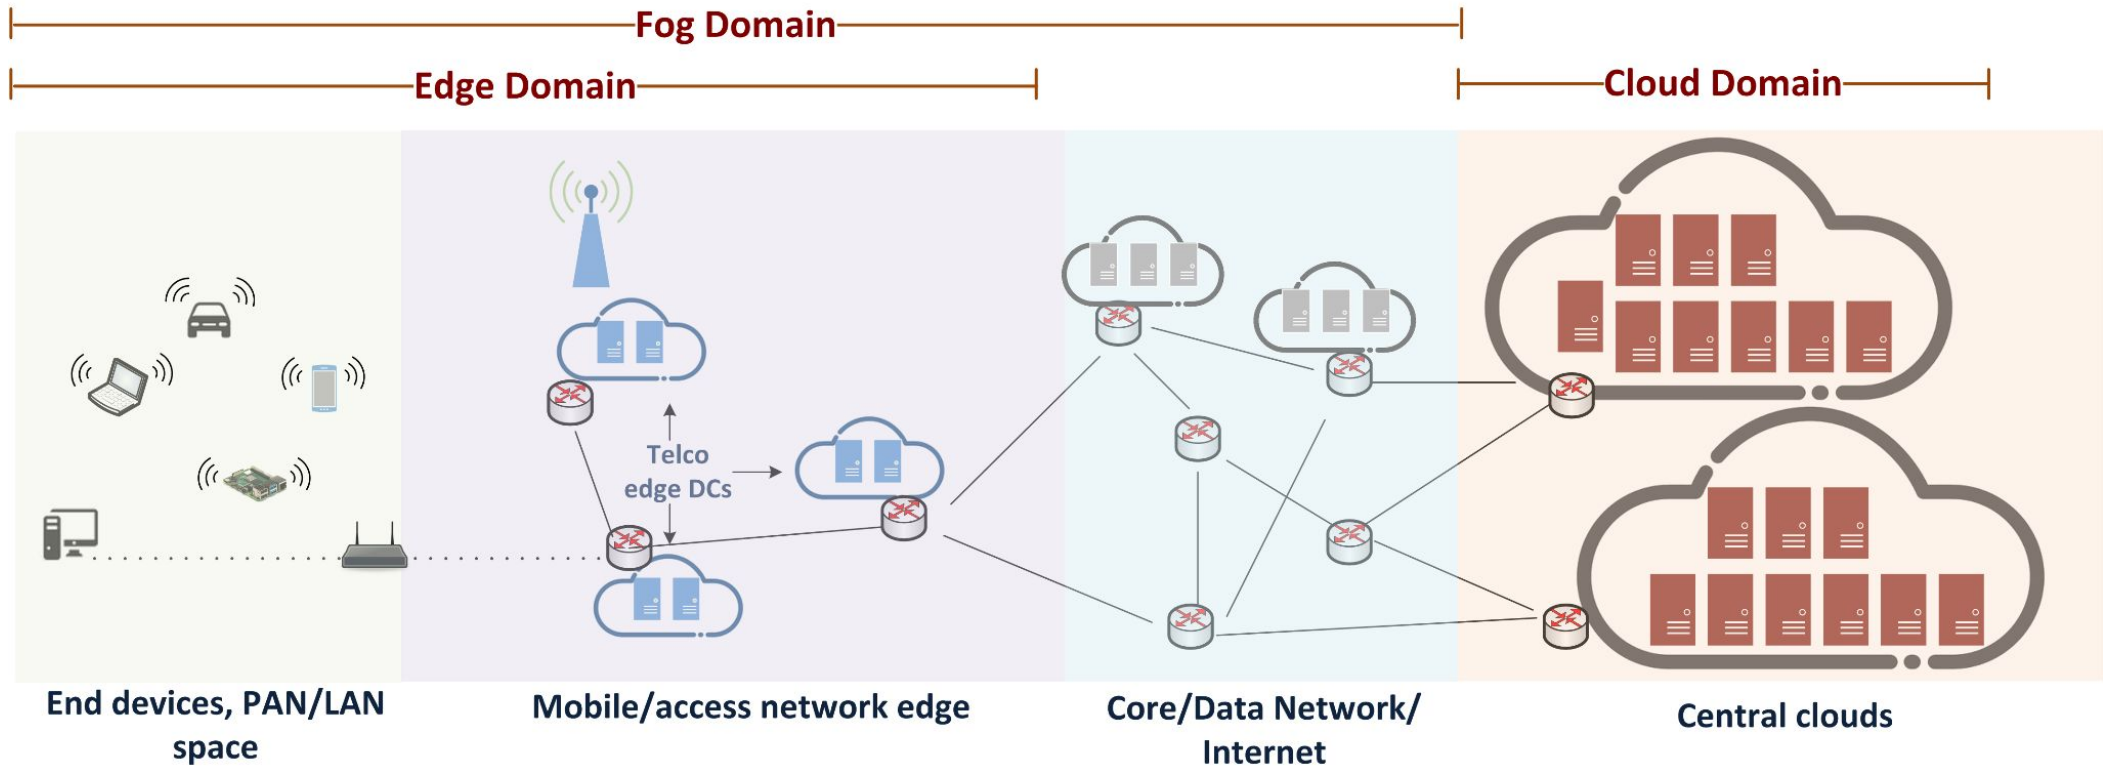 Fog Domain
Edge Domain
Cloud Domain
Telco
edge DCs
End devices, PAN/LAN
space
Mobile/access network edge
Core/Data Network/
Internet
Central clouds